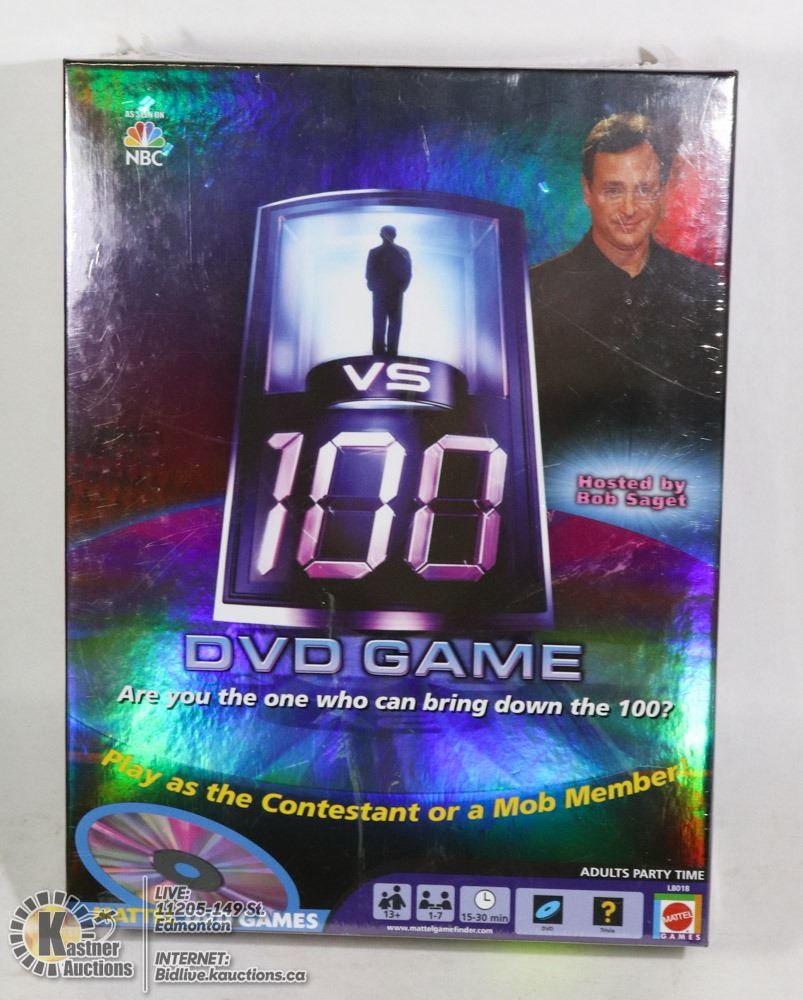 AS SEEN ON
NBC
VS
100
Hosted by
Bob Saget
DVD GAME
Are you the one who can bring down the 100?
Play as the Contestant or a Mob Member!
ADULTS PARTY TIME
L8018
13+
1-7
15-30 min
DVD
?
Trivia
www.mattelgamefinder.com
MATTEL
GAMES
GAMES
Kastner
Auctions
LIVE:
11205-149 St.
Edmonton
INTERNET:
Bidlive.kauctions.ca